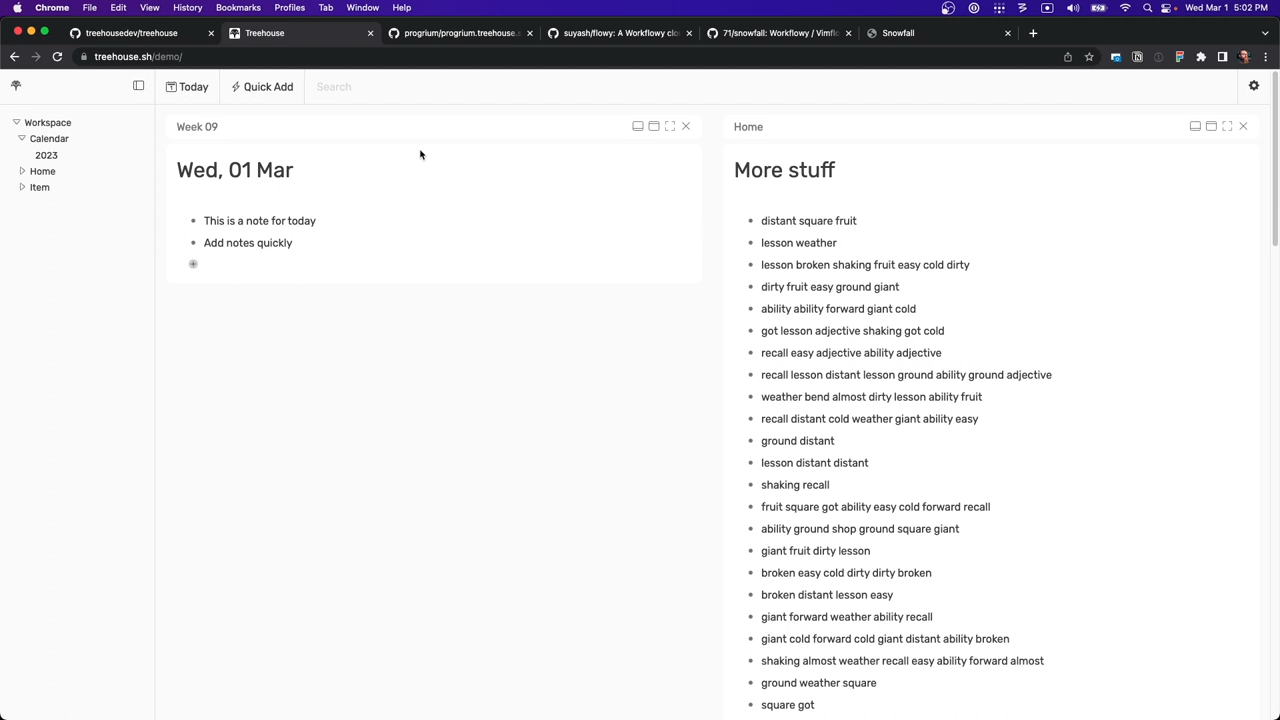 Chrome File Edit View History Bookmarks Profiles Tab Window Help Wed Mar 1 5:02 PM
treehousedev/treehouse
Treehouse
progrium/progrium.treehouse.s
suyash/flowy: A Workflowy clo
71/snowfall: Workflowy / Vimfl
Snowfall
treehouse.sh/demo/
Today
Quick Add
Search
Workspace
Calendar
2023
Home
Item
Week 09
Wed, 01 Mar
This is a note for today
Add notes quickly
Home
More stuff
distant square fruit
lesson weather
lesson broken shaking fruit easy cold dirty
dirty fruit easy ground giant
ability ability forward giant cold
got lesson adjective shaking got cold
recall easy adjective ability adjective
recall lesson distant lesson ground ability ground adjective
weather bend almost dirty lesson ability fruit
recall distant cold weather giant ability easy
ground distant
lesson distant distant
shaking recall
fruit square got ability easy cold forward recall
ability ground shop ground square giant
giant fruit dirty lesson
broken easy cold dirty dirty broken
broken distant lesson easy
giant forward weather ability recall
giant cold forward cold giant distant ability broken
shaking almost weather recall easy ability forward almost
ground weather square
square got